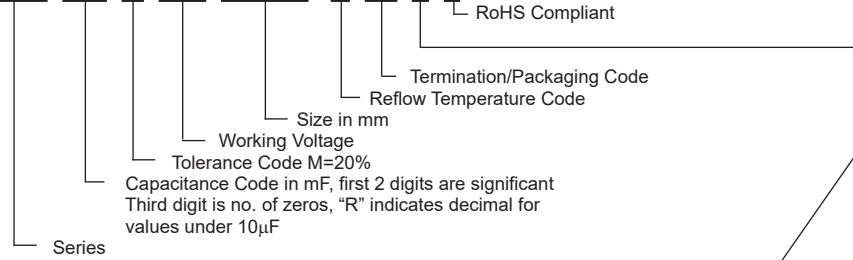 RoHS Compliant
Termination/Packaging Code
Reflow Temperature Code
Size in mm
Working Voltage
Tolerance Code M=20%
Capacitance Code in mF, first 2 digits are significant
Third digit is no. of zeros, “R” indicates decimal for
values under 10μF
Series